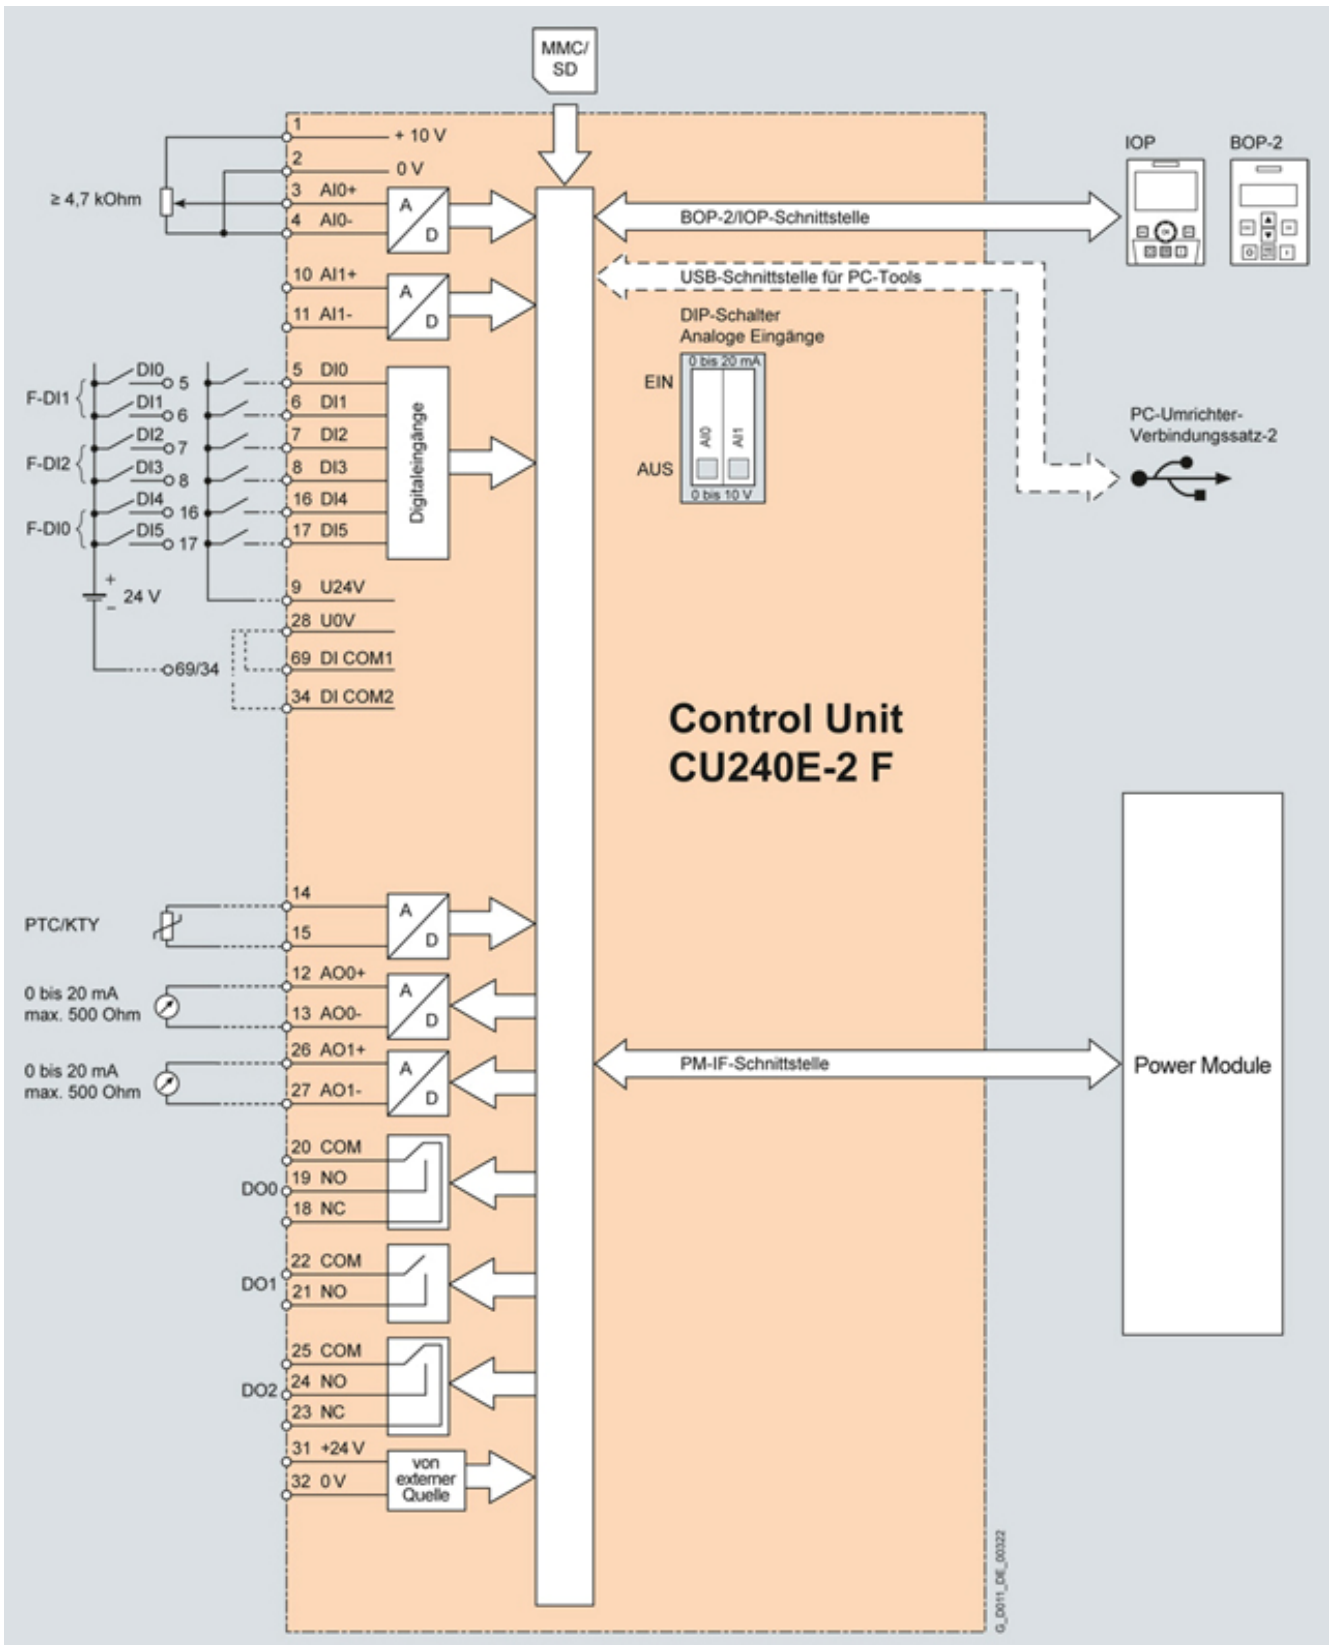 MMC/
SD
1
+ 10 V
2
0 V
≥ 4,7 kOhm
3 AI0+
4 AI0-
A
D
10 AI1+
11 AI1-
A
D
BOP-2/IOP-Schnittstelle
IOP
BOP-2
USB-Schnittstelle für PC-Tools
DIP-Schalter
Analoge Eingänge
0 bis 20 mA
EIN
AI0
AI1
AUS
0 bis 10 V
PC-Umrichter-
Verbindungssatz-2
F-DI1
DI0
5
DI1
6
F-DI2
DI2
7
DI3
8
F-DI0
DI4
16
DI5
17
5 DI0
6 DI1
7 DI2
8 DI3
16 DI4
17 DI5
Digitaleingänge
+
−
24 V
69/34
9 U24V
28 U0V
69 DI COM1
34 DI COM2
Control Unit
CU240E-2 F
PTC/KTY
14
15
A
D
0 bis 20 mA
max. 500 Ohm
12 AO0+
13 AO0-
A
D
0 bis 20 mA
max. 500 Ohm
26 AO1+
27 AO1-
A
D
PM-IF-Schnittstelle
Power Module
DO0
20 COM
19 NO
18 NC
DO1
22 COM
21 NO
DO2
25 COM
24 NO
23 NC
31 +24 V
32 0 V
von
externer
Quelle
G_D011_DE_00322